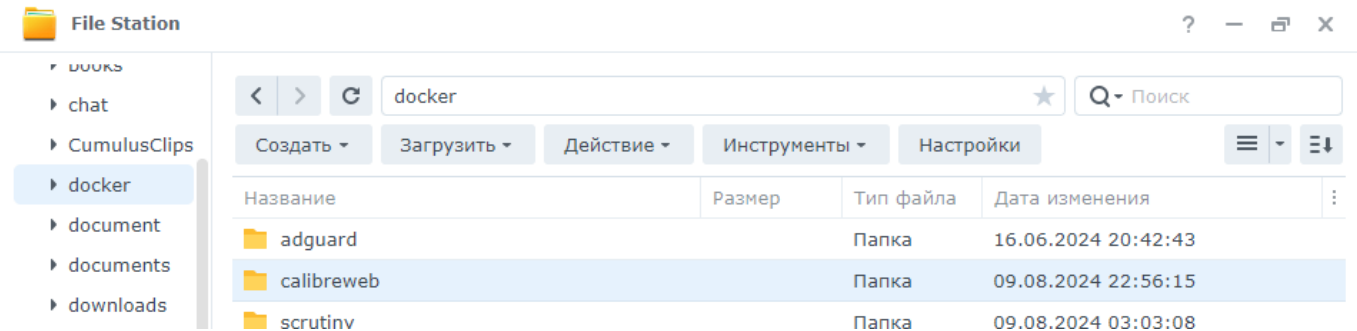 File Station
books
chat
CumulusClips
docker
document
documents
downloads
docker
Поиск
Создать Загрузить Действие Инструменты Настройки
Название Размер Тип файла Дата изменения
adguard Папка 16.06.2024 20:42:43
calibreweb Папка 09.08.2024 22:56:15
scrutiny Папка 09.08.2024 03:03:08